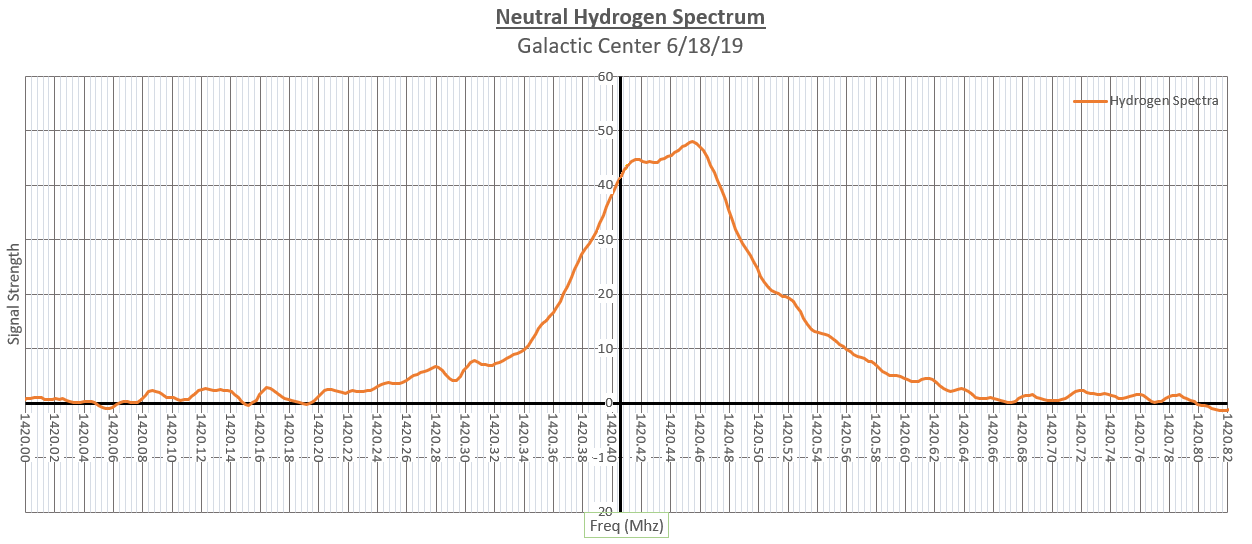 Neutral Hydrogen Spectrum
Galactic Center 6/18/19
60
Hydrogen Spectra
50
40
30
20
10
0
-10
20
Signal Strength
1420.00 1420.02 1420.04 1420.06 1420.08 1420.10 1420.12 1420.14 1420.16 1420.18 1420.20 1420.22 1420.24 1420.26 1420.28 1420.30 1420.32 1420.34 1420.36 1420.38 1420.40 1420.42 1420.44 1420.46 1420.48 1420.50 1420.52 1420.54 1420.56 1420.58 1420.60 1420.62 1420.64 1420.66 1420.68 1420.70 1420.72 1420.74 1420.76 1420.78 1420.80 1420.82
Freq (Mhz)